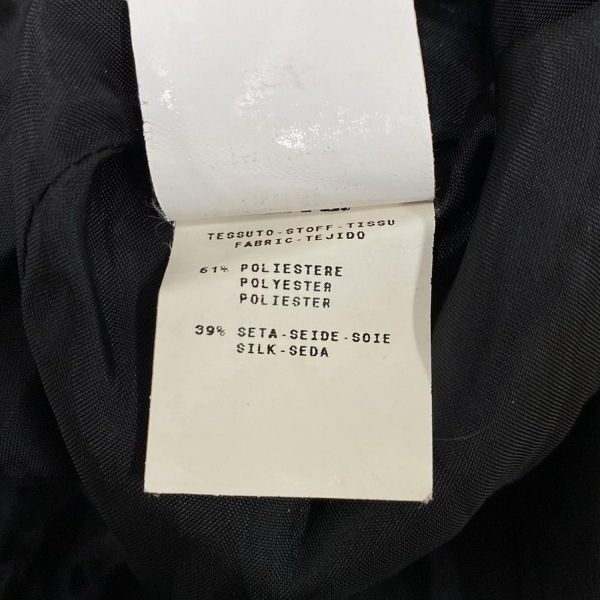 TESSUTO-STOFF-TISSU
FABRIC-TEJIDO
61% POLIESTERE
POLYESTER
POLIESTER
39% SETA-SEIDE-SOIE
SILK-SEDA